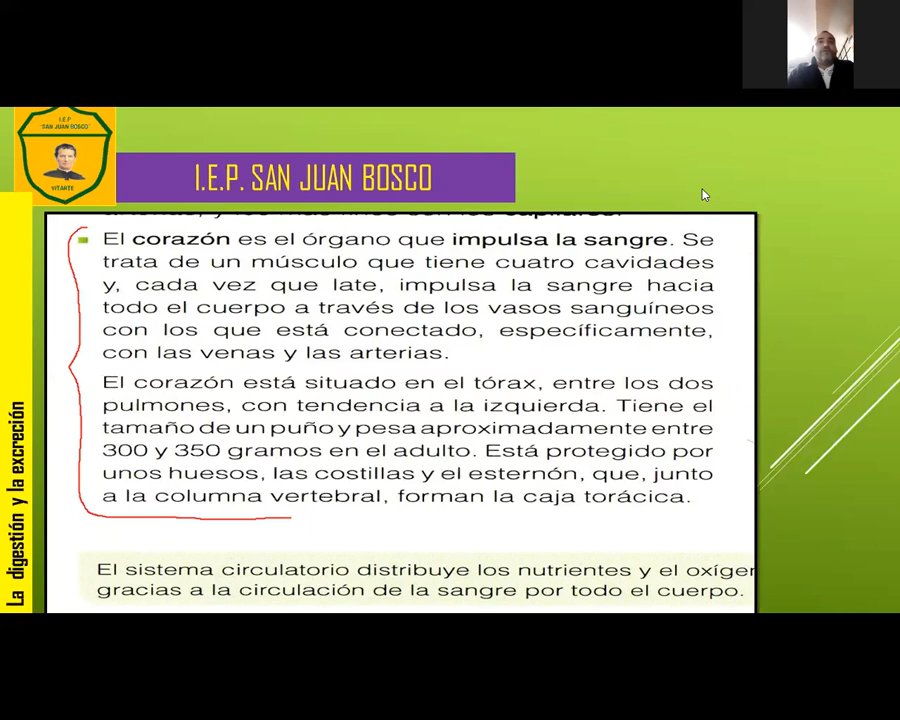 I.E.P
"SAN JUAN BOSCO"
VITARTE
I.E.P. SAN JUAN BOSCO
La digestión y la excreción
capilares.
El corazón es el órgano que impulsa la sangre. Se
trata de un músculo que tiene cuatro cavidades
y, cada vez que late, impulsa la sangre hacia
todo el cuerpo a través de los vasos sanguíneos
con los que está conectado, específicamente,
con las venas y las arterias.
El corazón está situado en el tórax, entre los dos
pulmones, con tendencia a la izquierda. Tiene el
tamaño de un puño y pesa aproximadamente entre
300 y 350 gramos en el adulto. Está protegido por
unos huesos, las costillas y el esternón, que, junto
a la columna vertebral, forman la caja torácica.
El sistema circulatorio distribuye los nutrientes y el oxíger
gracias a la circulación de la sangre por todo el cuerpo.